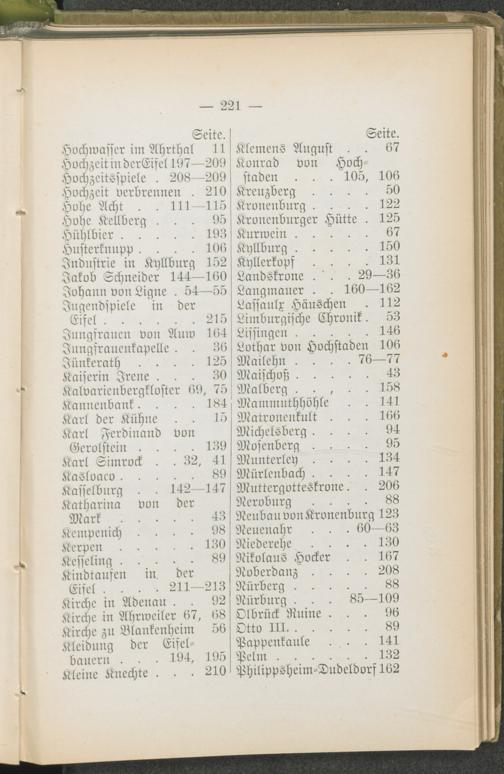 — 221 —
Seite.
Hochwasser im Ahrthal 11
Hochzeit in der Eifel 197—209
Hochzeitsspiele . 208—209
Hochzeit verbrennen . 210
Hohe Acht . . 111—115
Hohe Kellberg . . . 95
Hühlbier . . . . . 193
Husterknupp . . . . 106
Industrie in Kyllburg 152
Jakob Schneider 144—160
Johann von Ligne . 54—55
Jugendspiele in der
Eifel . . . . . . 215
Jungfrauen von Auw 164
Jungfrauenkapelle . . 36
Jünkerath . . . . 125
Kaiserin Irene . . . 30
Kalvarienbergkloster 69, 75
Kannenbank . . . . 184
Karl der Kühne . . 15
Karl Ferdinand von
Gerolstein . . . . 139
Karl Simrock . . 32, 41
Kaslovaco . . . . . 89
Kasselburg . . 142—147
Katharina von der
Mark . . . . . 43
Kempenich . . . . 98
Kerpen . . . . . 130
Kesseling . . . . . 89
Kindtaufen in der
Eifel . . . . 211—213
Kirche in Adenau . . 92
Kirche in Ahrweiler 67, 68
Kirche zu Blankenheim 56
Kleidung der Eifel-
bauern . . . 194, 195
Kleine Knechte . . . 210
Seite.
Klemens August . . 67
Konrad von Hoch-
staden . . . 105, 106
Kreuzberg . . . . 50
Kronenburg . . . . 122
Kronenburger Hütte . 125
Kurwein . . . . . 67
Kyllburg . . . . . 150
Kyllerkopf . . . . 131
Landskrone . . . 29—36
Langmauer . . 160—162
Lassaulx Häuschen . 112
Limburgische Chronik . 53
Lissingen . . . . . 146
Lothar von Hochstaden 106
Mailehn . . . . 76—77
Maischoß . . . . . 43
Malberg . . . . . 158
Mammuthhöhle . . 141
Matronenkult . . . 166
Michelsberg . . . . 94
Mosenberg . . . . 95
Munterley . . . . 134
Mürlenbach . . . . 147
Muttergotteskrone . . 206
Neroburg . . . . 88
Neubau von Kronenburg 123
Neuenahr . . . 60—63
Niederehe . . . . 130
Nikolaus Hocker . . 167
Noberdanz . . . . 208
Nürberg . . . . . 88
Nürburg . . . 85—109
Olbrück Ruine . . . 96
Otto III. . . . . . 89
Pappenkaule . . . 141
Pelm . . . . . . 132
Philippsheim-Dudeldorf 162